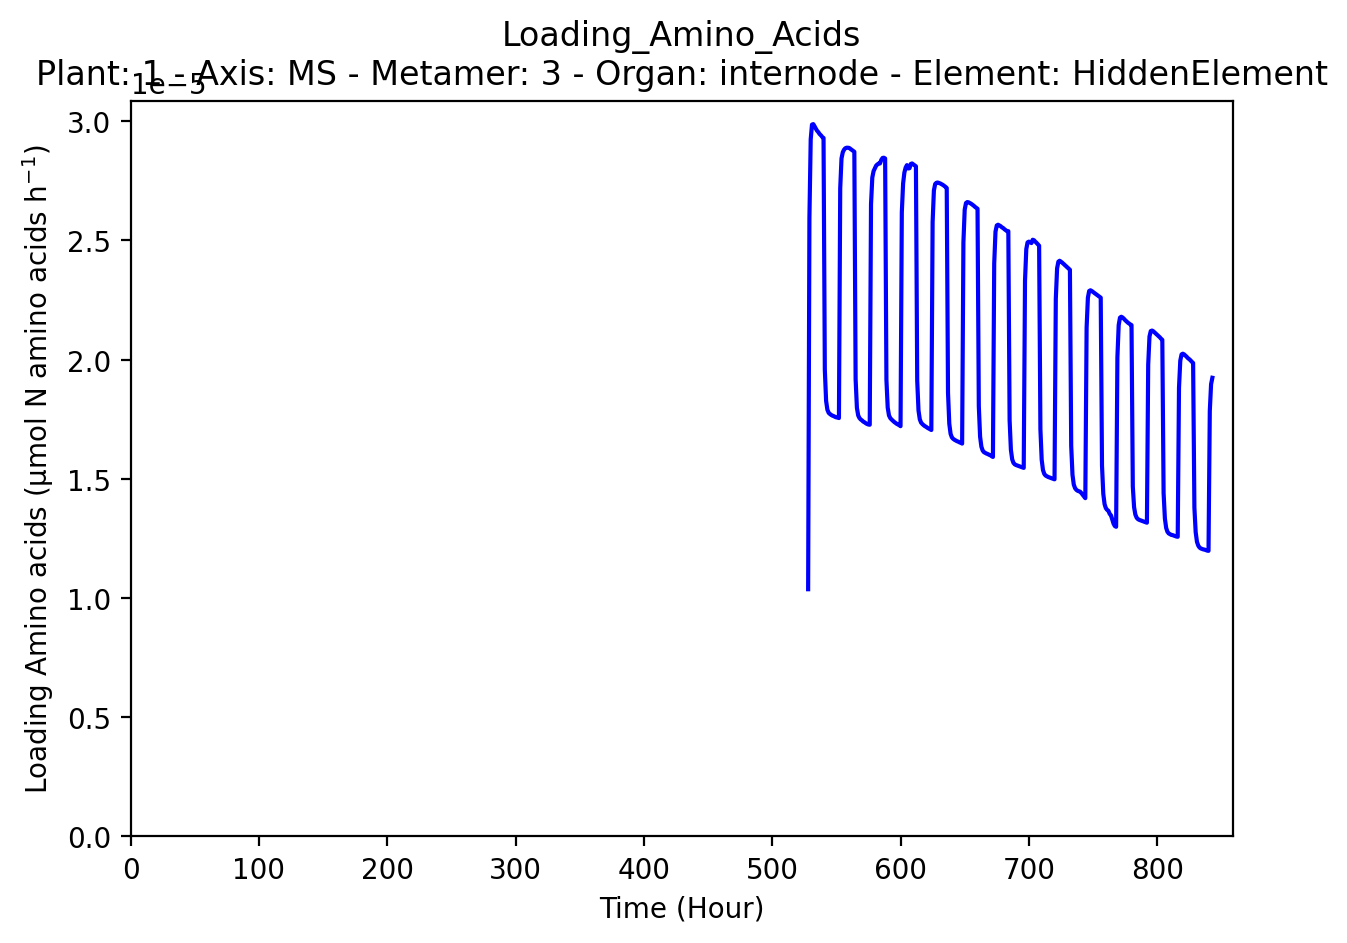 Loading_Amino_Acids
Plant: 1 - Axis: MS - Metamer: 3 - Organ: internode - Element: HiddenElement
1e−5
3.0
2.5
2.0
1.5
1.0
0.5
0.0
Loading Amino acids (µmol N amino acids h⁻¹)
0 100 200 300 400 500 600 700 800
Time (Hour)